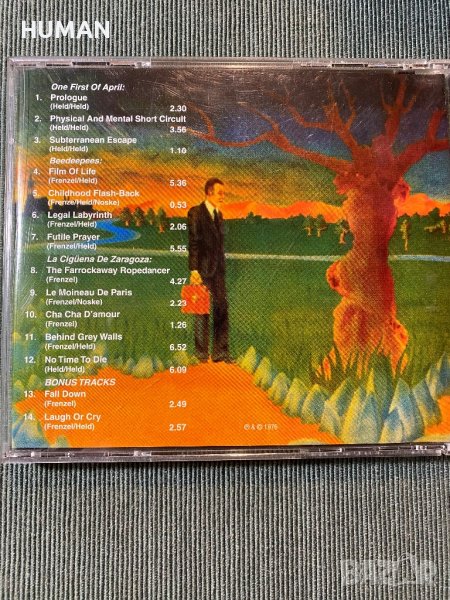 HUMAN
One First Of April:
1. Prologue
(Held/Held) 2.30
2. Physical And Mental Short Circuit
(Held/Held) 3.56
3. Subterranean Escape
(Held/Held) 1.10
Beedeepees:
4. Film Of Life
(Frenzel/Held) 5.36
5. Childhood Flash-Back
(Frenzel/Held/Noske) 0.53
6. Legal Labyrinth
(Frenzel/Held) 2.06
7. Futile Prayer
(Frenzel/Held) 5.55
La Cigüena De Zaragoza:
8. The Farrockaway Ropedancer
(Frenzel) 4.27
9. Le Moineau De Paris
(Frenzel/Noske) 2.23
10. Cha Cha D'amour
(Frenzel) 1.26
11. Behind Grey Walls
(Frenzel/Held) 6.52
12. No Time To Die
(Held/Held) 6.09
BONUS TRACKS
13. Fall Down
(Frenzel) 2.49
14. Laugh Or Cry
(Frenzel/Held) 2.57
℗ & © 1976
BAZAR